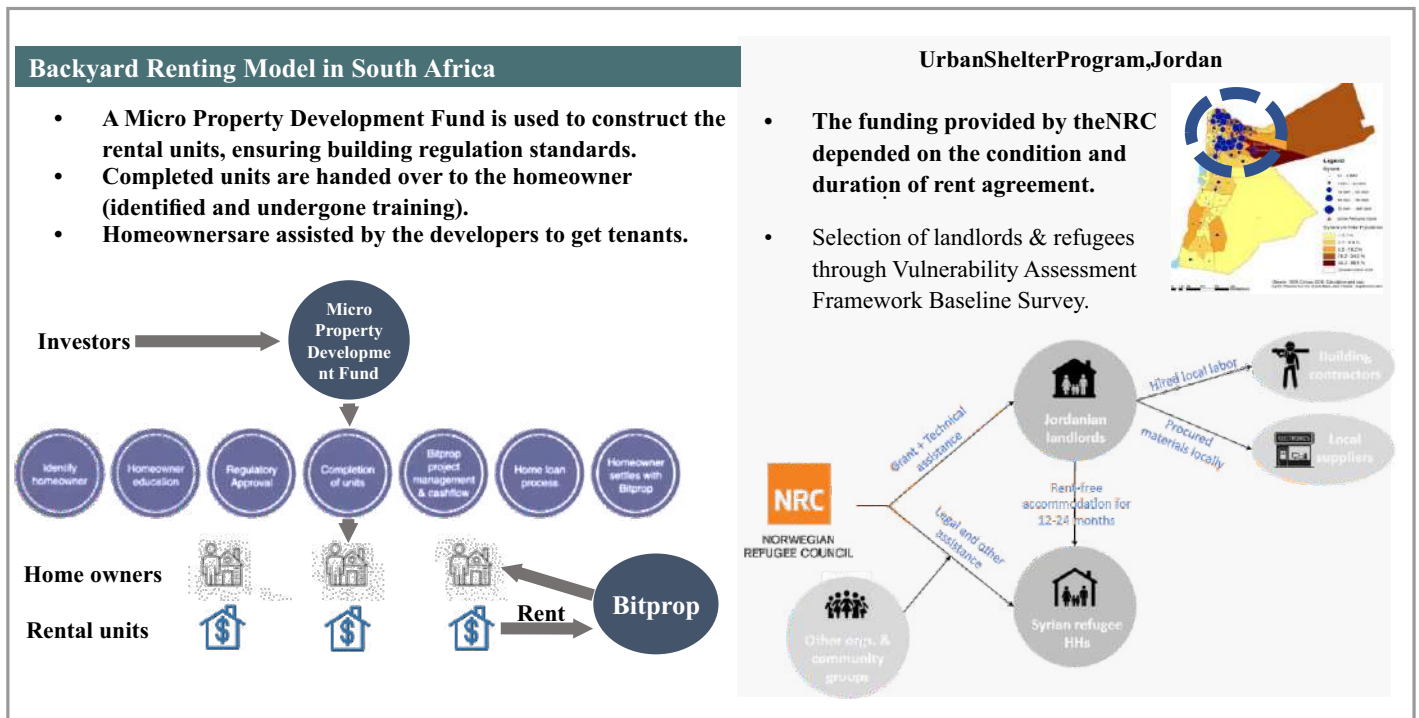 Backyard Renting Model in South Africa
• A Micro Property Development Fund is used to construct the
rental units, ensuring building regulation standards.
• Completed units are handed over to the homeowner
(identified and undergone training).
• Homeownersare assisted by the developers to get tenants.
Investors
Micro
Property
Developme
nt Fund
Identify
homeowner
Homeowner
education
Regulatory
Approval
Completion
of units
Bitprop
project
management
& cashflow
Home loan
process
Homeowner
settles with
Bitprop
Home owners
Rental units
Rent
Bitprop
UrbanShelterProgram,Jordan
• The funding provided by theNRC
depended on the condition and
duration of rent agreement.
• Selection of landlords & refugees
through Vulnerability Assessment
Framework Baseline Survey.
Legend
Jordanian
landlords
Hired local labor
Building
contractors
Procured
materials locally
Local
suppliers
Grant + Technical
assistance
NRC
NORWEGIAN
REFUGEE COUNCIL
Rent-free
accommodation for
12-24 months
Legal and other
assistance
Other orgs. &
community
groups
Syrian refugee
HHs